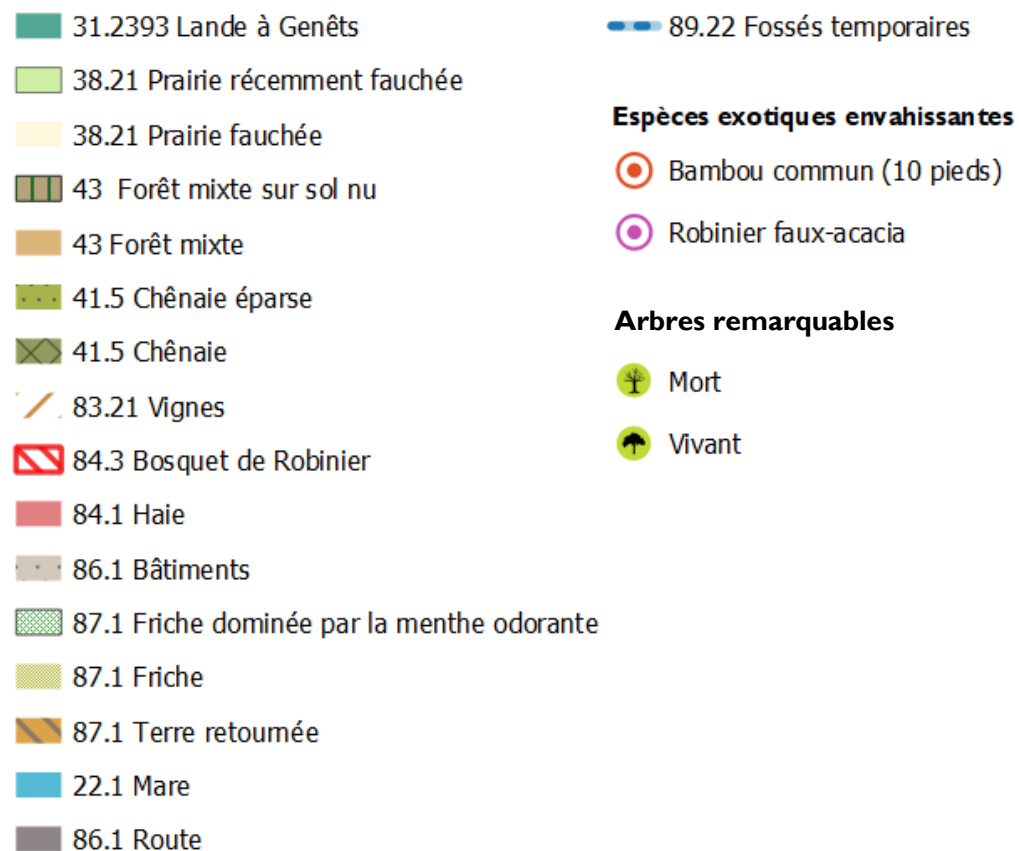 31.2393 Lande à Genêts
38.21 Prairie récemment fauchée
38.21 Prairie fauchée
43 Forêt mixte sur sol nu
43 Forêt mixte
41.5 Chênaie éparse
41.5 Chênaie
83.21 Vignes
84.3 Bosquet de Robinier
84.1 Haie
86.1 Bâtiments
87.1 Friche dominée par la menthe odorante
87.1 Friche
87.1 Terre retournée
22.1 Mare
86.1 Route
89.22 Fossés temporaires
Espèces exotiques envahissantes
Bambou commun (10 pieds)
Robinier faux-acacia
Arbres remarquables
Mort
Vivant